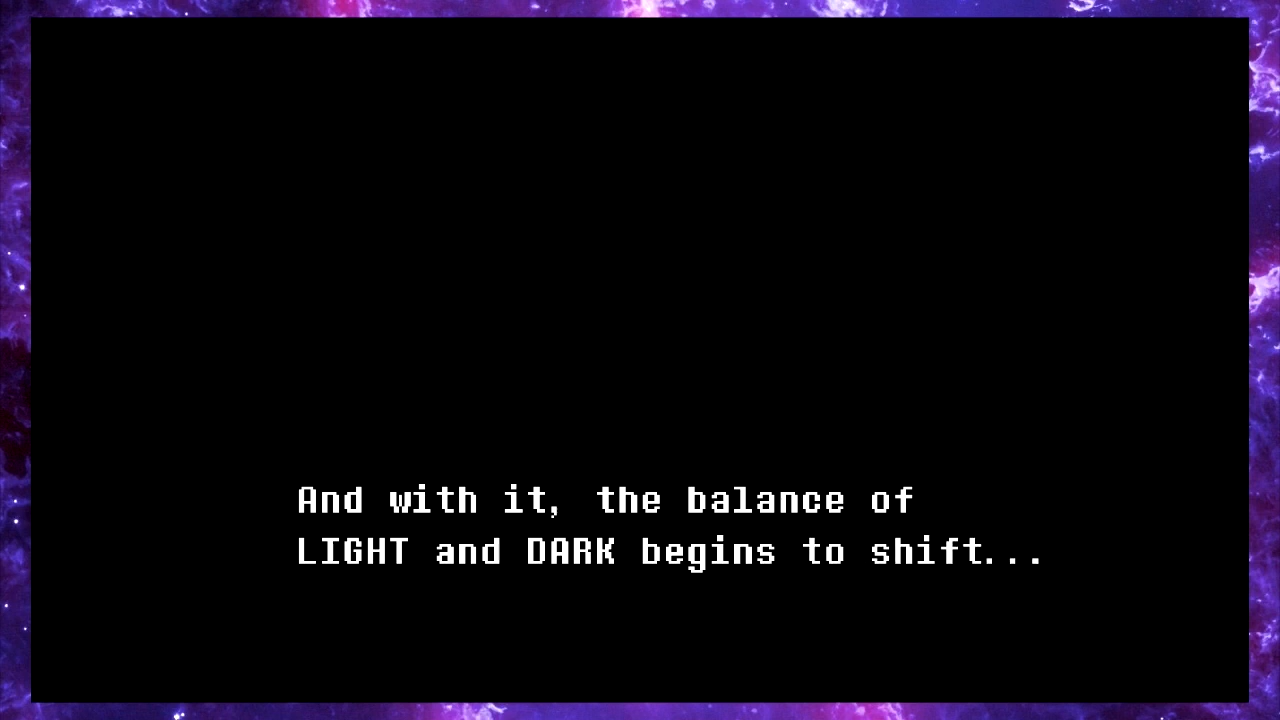 And with it, the balance of
LIGHT and DARK begins to shift...